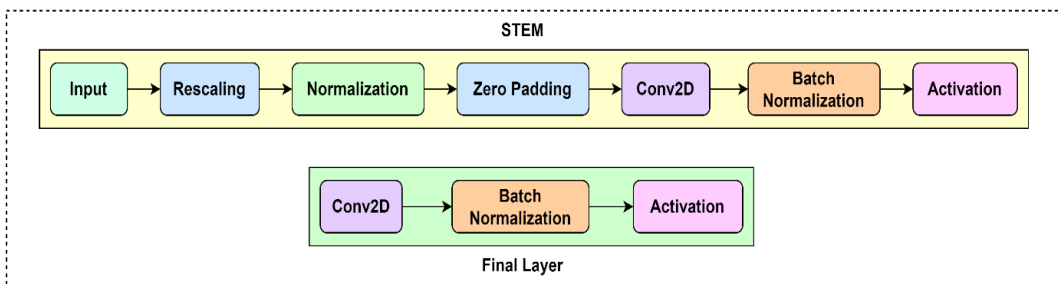 STEM
Input
Rescaling
Normalization
Zero Padding
Conv2D
Batch
Normalization
Activation
Conv2D
Batch
Normalization
Activation
Final Layer